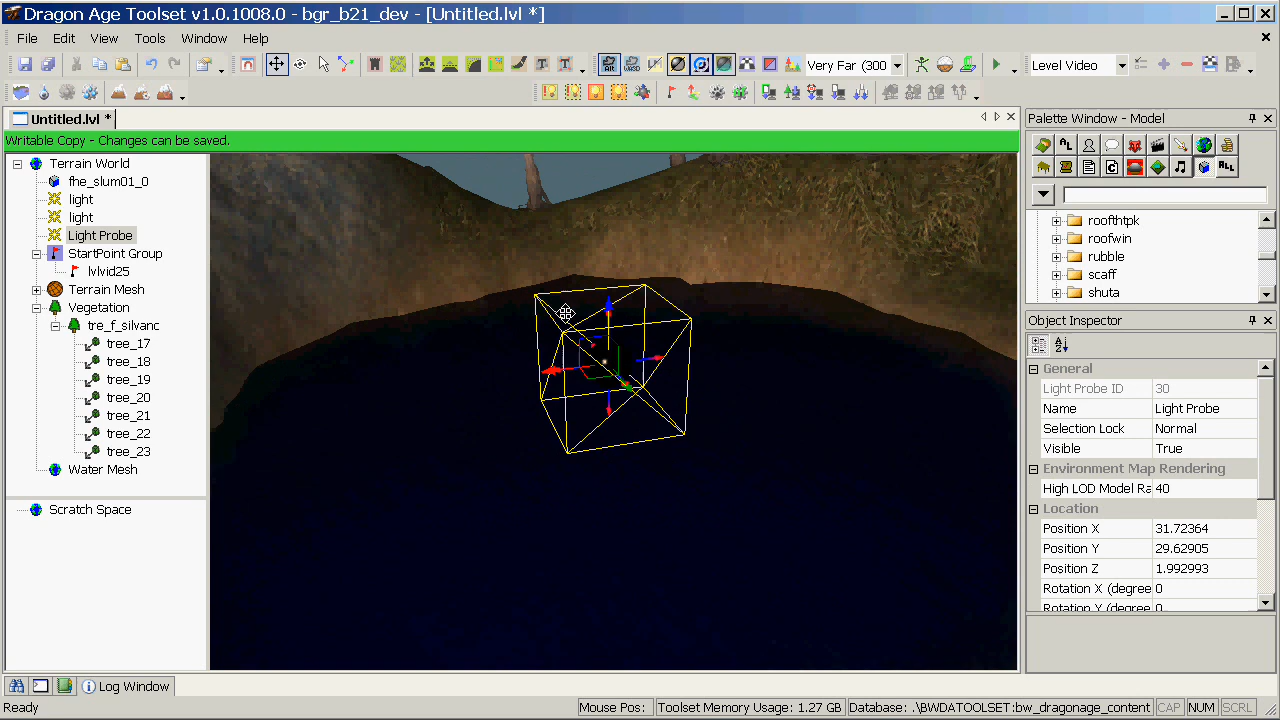 Dragon Age Toolset v1.0.1008.0 - bgr_b21_dev - [Untitled.lvl *]
File Edit View Tools Window Help
Alt WASD T T Very Far (300 Level Video
Untitled.lvl *
Writable Copy - Changes can be saved.
Terrain World
fhe_slum01_0
light
light
Light Probe
StartPoint Group
lvlvid25
Terrain Mesh
Vegetation
tre_f_silvanc
tree_17
tree_18
tree_19
tree_20
tree_21
tree_22
tree_23
Water Mesh
Scratch Space
Palette Window - Model
AL
ALL
roofthtpk
roofwin
rubble
scaff
shuta
Object Inspector
General
Light Probe ID 30
Name Light Probe
Selection Lock Normal
Visible True
Environment Map Rendering
High LOD Model Ra 40
Location
Position X 31.72364
Position Y 29.62905
Position Z 1.992993
Rotation X (degree 0
Rotation Y (degree 0
Log Window
Ready Mouse Pos: Toolset Memory Usage: 1.27 GB Database: .\BWDATOOLSET:bw_dragonage_content CAP NUM SCRL